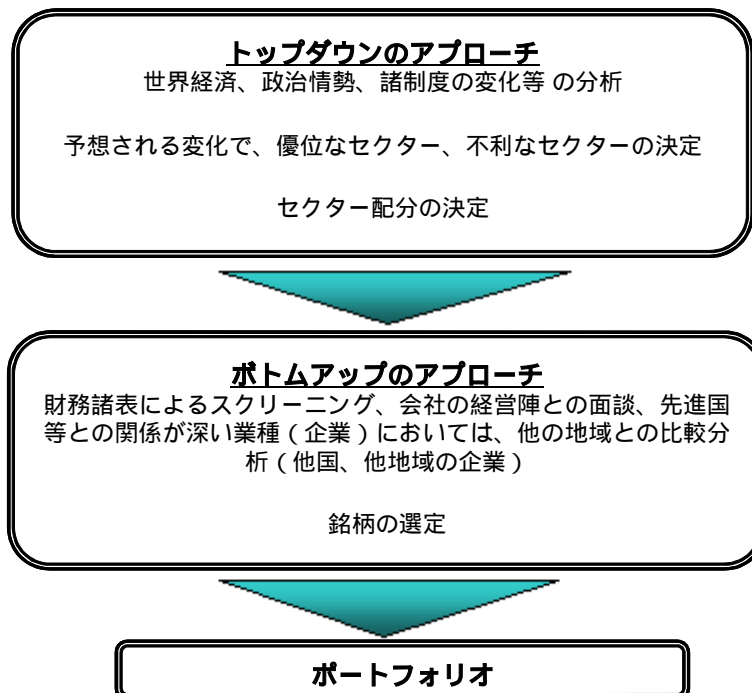 トップダウンのアプローチ
世界経済、政治情勢、諸制度の変化等 の分析
予想される変化で、優位なセクター、不利なセクターの決定
セクター配分の決定
ボトムアップのアプローチ
財務諸表によるスクリーニング、会社の経営陣との面談、先進国
等との関係が深い業種（企業）においては、他の地域との比較分
析（他国、他地域の企業）
銘柄の選定
ポートフォリオ